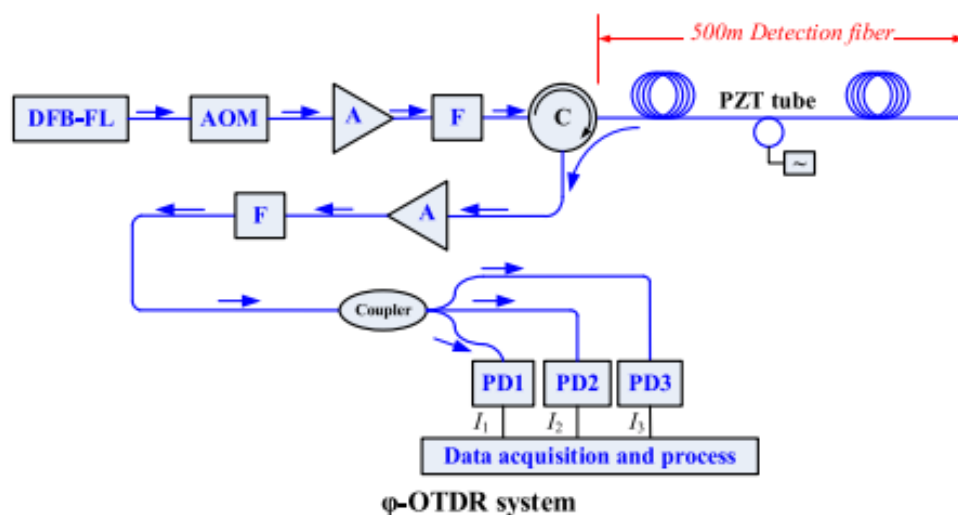 500m Detection fiber
DFB-FL
AOM
A
F
C
PZT tube
~
F
A
Coupler
PD1
PD2
PD3
I1
I2
I3
Data acquisition and process
φ-OTDR system